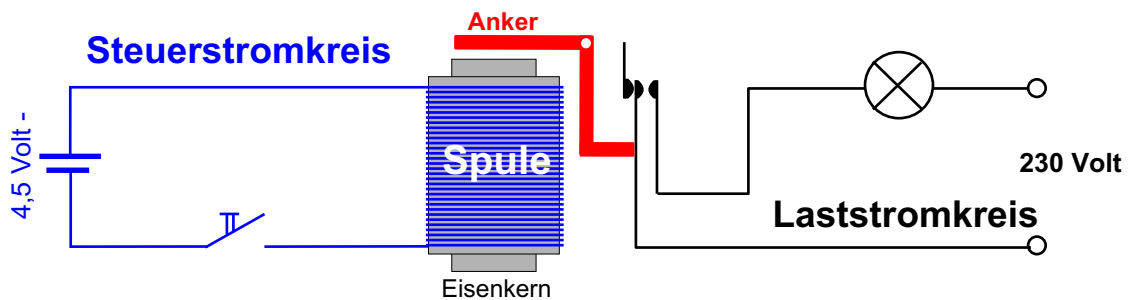 Anker
Steuerstromkreis
4,5 Volt -
Spule
230 Volt
Laststromkreis
Eisenkern